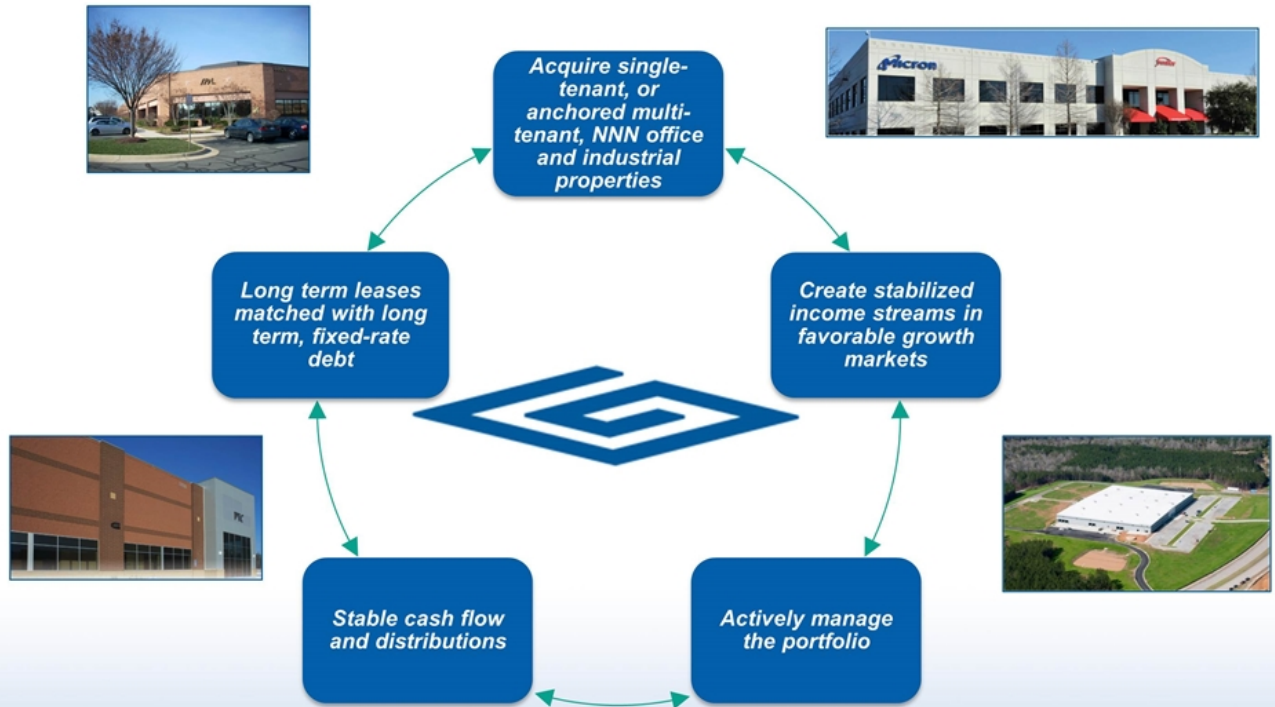 Acquire single-
tenant, or
anchored multi-
tenant, NNN office
and industrial
properties
Micron
Long term leases
matched with long
term, fixed-rate
debt
Create stabilized
income streams in
favorable growth
markets
Stable cash flow
and distributions
Actively manage
the portfolio